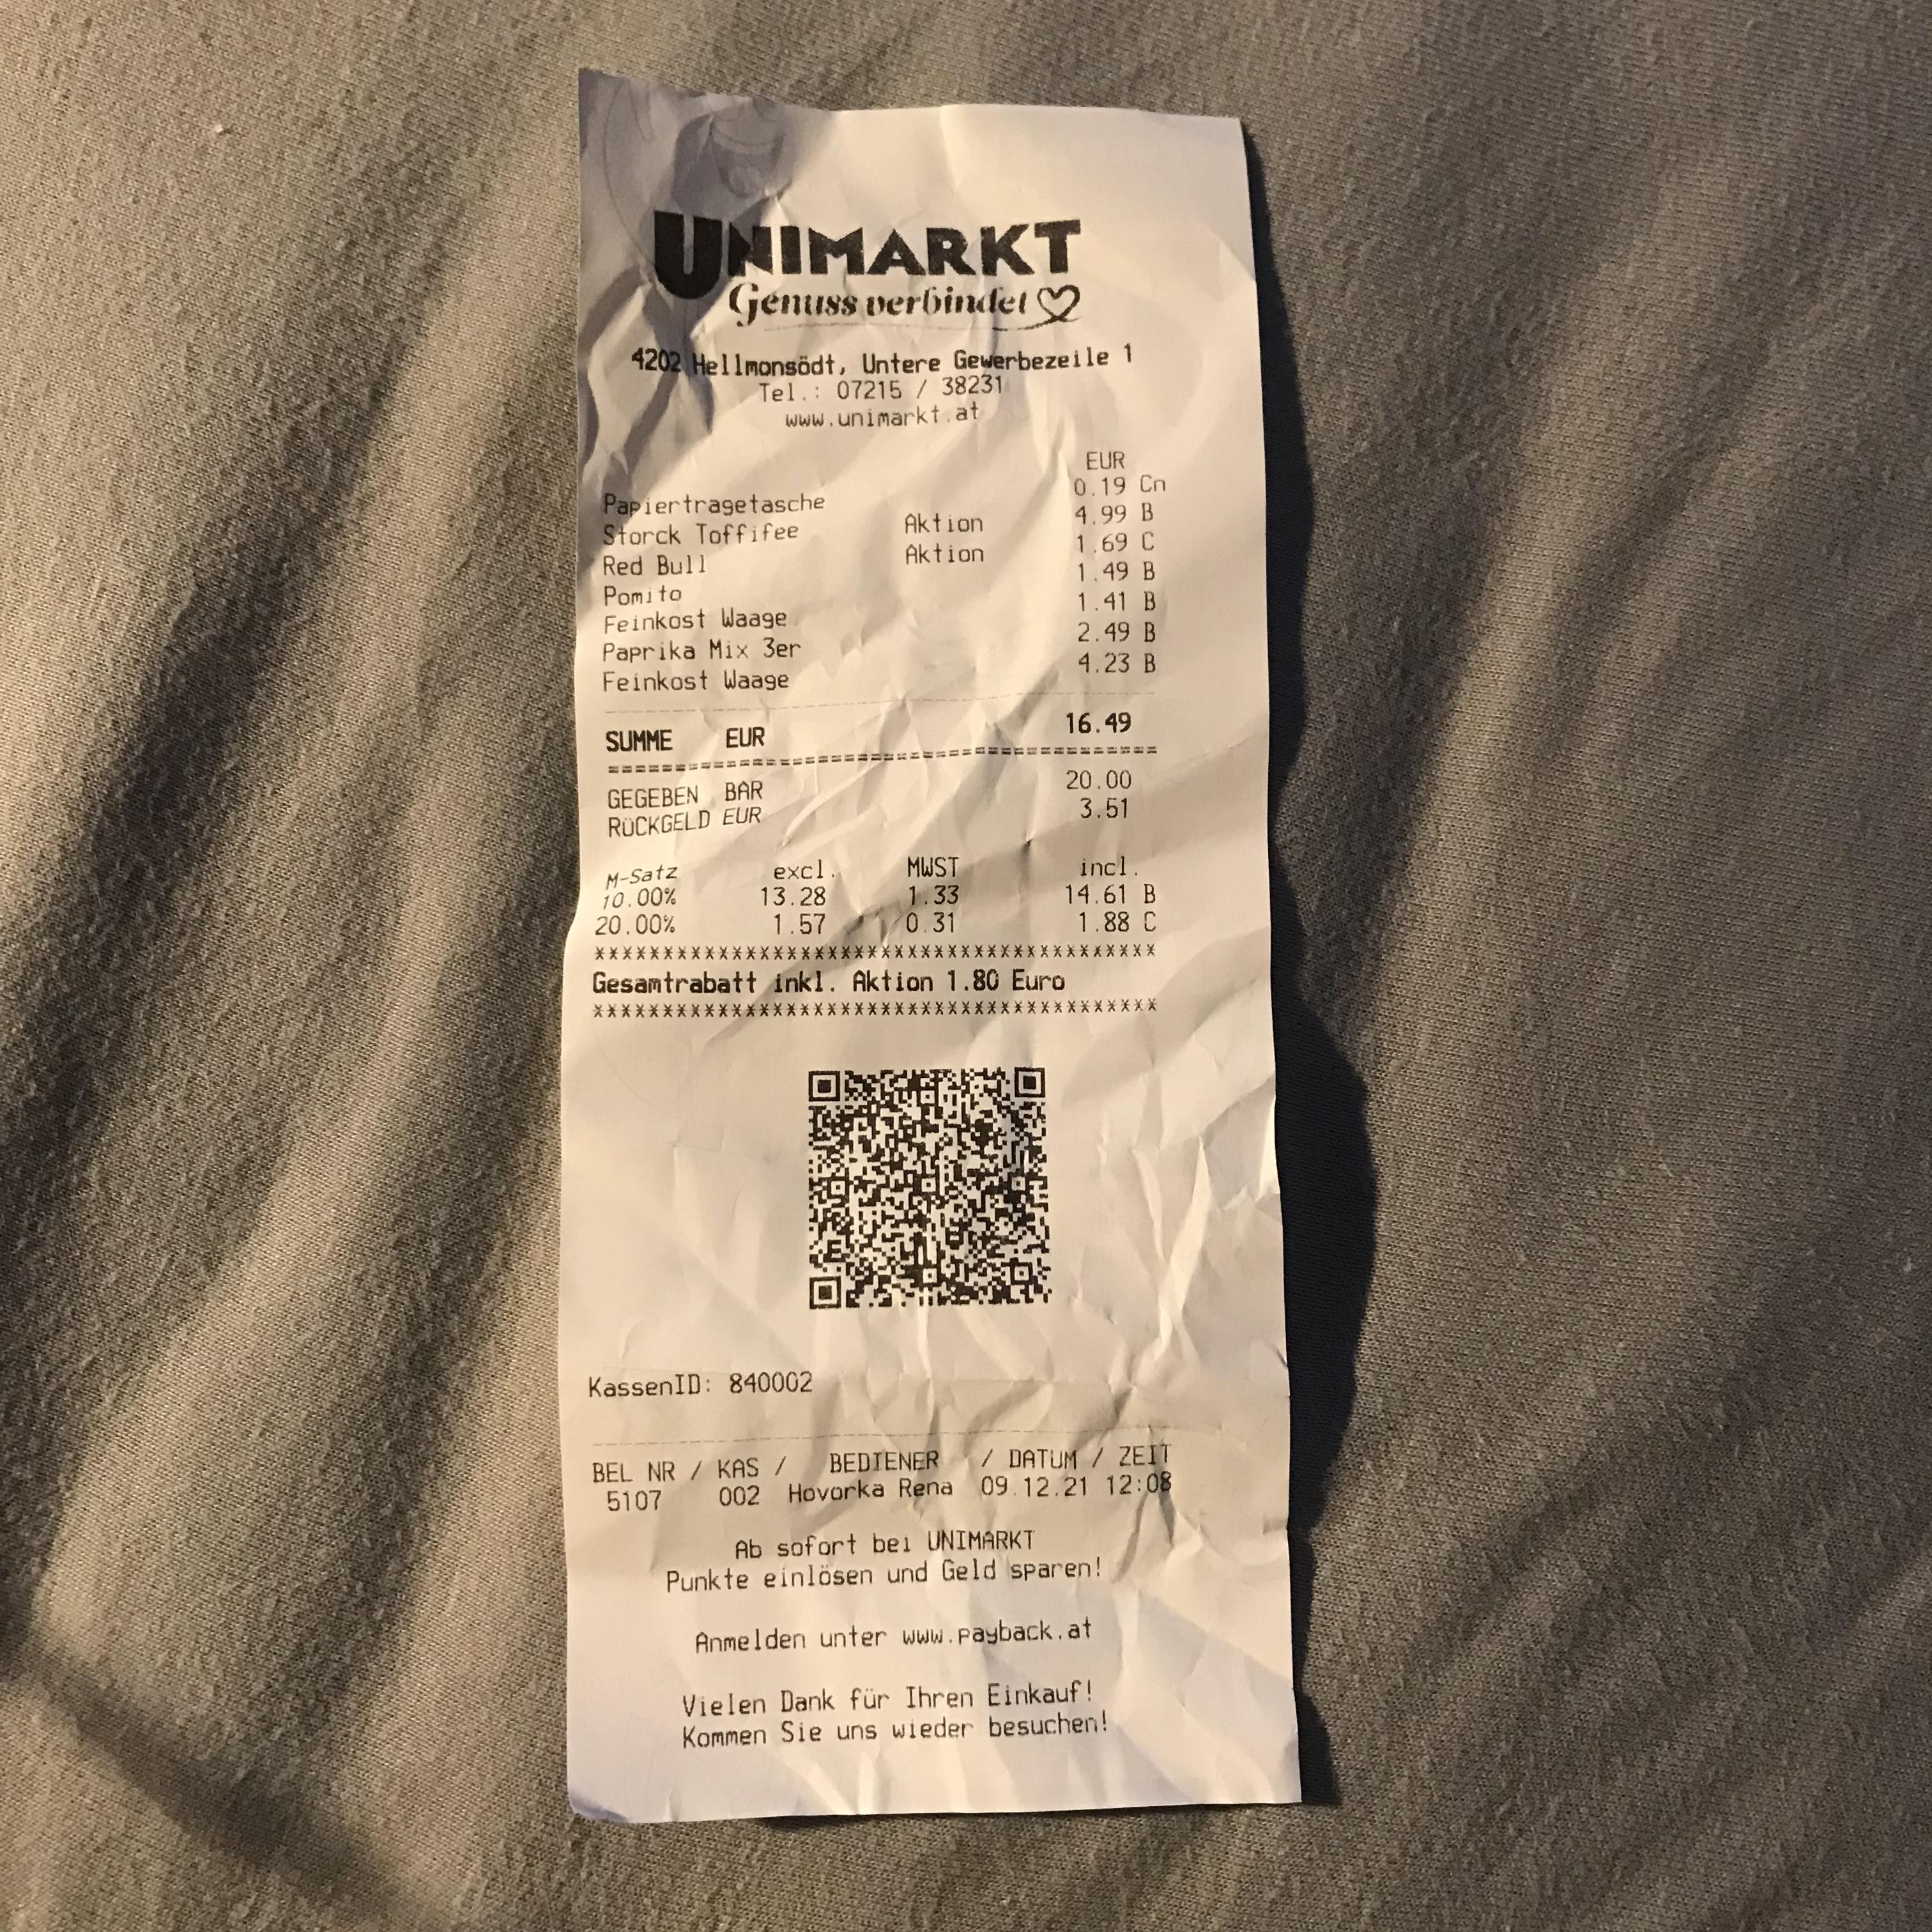 UNIMARKT
Genuss verbindet
4202 Hellmonsödt, Untere Gewerbezeile 1
Tel.: 07215 / 38231
www.unimarkt.at
EUR
Papiertragetasche 0.19 Cn
Storck Toffifee Aktion 4.99 B
Red Bull Aktion 1.69 C
Pomito 1.49 B
Feinkost Waage 1.41 B
Paprika Mix 3er 2.49 B
Feinkost Waage 4.23 B
SUMME EUR 16.49
=========================================
GEGEBEN BAR 20.00
RÜCKGELD EUR 3.51
M-Satz excl. MWST incl.
10.00% 13.28 1.33 14.61 B
20.00% 1.57 0.31 1.88 C
******************************************
Gesamtrabatt inkl. Aktion 1.80 Euro
******************************************
KassenID: 840002
BEL NR / KAS / BEDIENER / DATUM / ZEIT
5107 002 Hovorka Rena 09.12.21 12:08
Ab sofort bei UNIMARKT
Punkte einlösen und Geld sparen!
Anmelden unter www.payback.at
Vielen Dank für Ihren Einkauf!
Kommen Sie uns wieder besuchen!